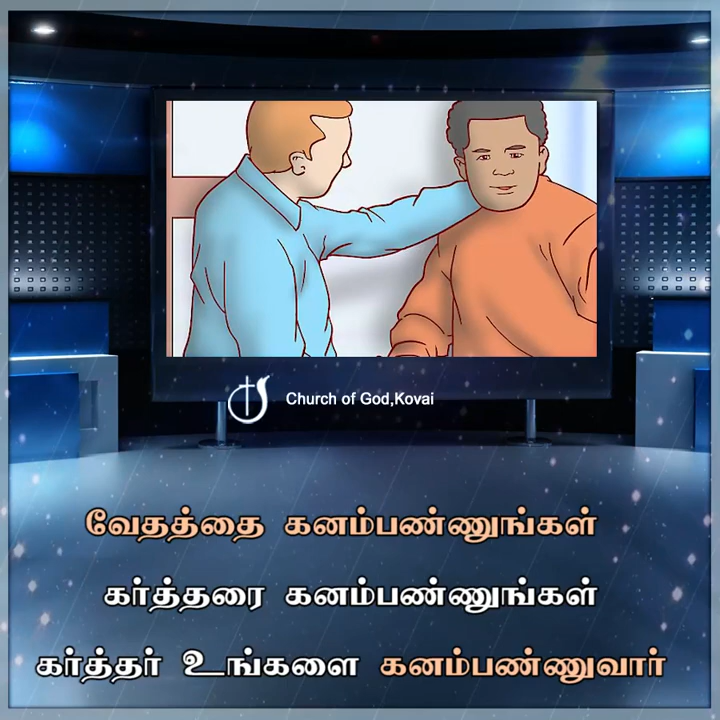 Church of God,Kovai
வேதத்தை கனம்பண்ணுங்கள்
கர்த்தரை கனம்பண்ணுங்கள்
கர்த்தர் உங்களை கனம்பண்ணுவார்